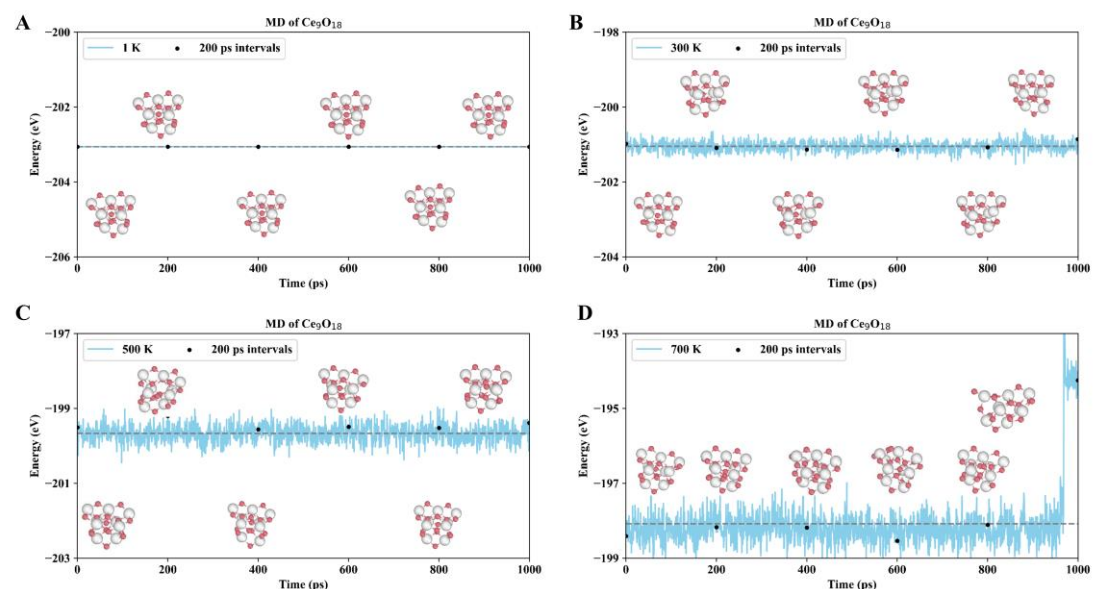 A
MD of Ce₉O₁₈
1 K
200 ps intervals
Energy (eV)
−200
−202
−204
−206
0 200 400 600 800 1000
Time (ps)
B
MD of Ce₉O₁₈
300 K
200 ps intervals
Energy (eV)
−198
−200
−202
−204
0 200 400 600 800 1000
Time (ps)
C
MD of Ce₉O₁₈
500 K
200 ps intervals
Energy (eV)
−197
−199
−201
−203
0 200 400 600 800 1000
Time (ps)
D
MD of Ce₉O₁₈
700 K
200 ps intervals
Energy (eV)
−193
−195
−197
−199
0 200 400 600 800 1000
Time (ps)